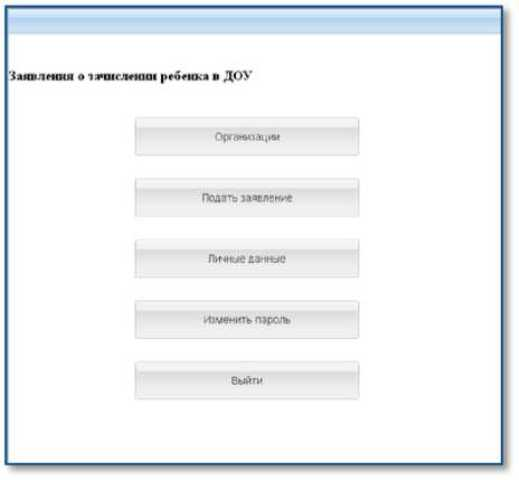 Заявления о зачислении ребенка в ДОУ
Организации
Подать заявление
Личные данные
Изменить пароль
Выйти